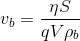 v_b = \frac{\eta S}{q V \rho_b}